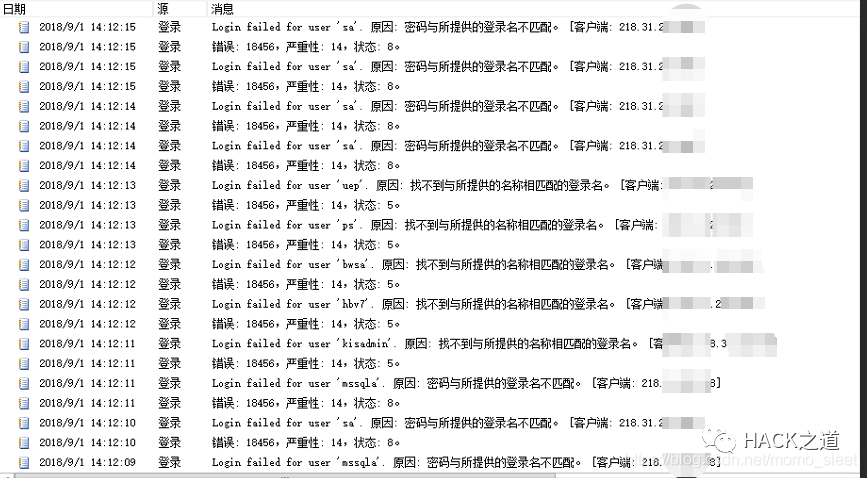 日期 源 消息
2018/9/1 14:12:15 登录 Login failed for user 'sa'. 原因: 密码与所提供的登录名不匹配。 [客户端: 218.31.2
2018/9/1 14:12:15 登录 错误: 18456，严重性: 14，状态: 8。
2018/9/1 14:12:15 登录 Login failed for user 'sa'. 原因: 密码与所提供的登录名不匹配。 [客户端: 218.31.2
2018/9/1 14:12:15 登录 错误: 18456，严重性: 14，状态: 8。
2018/9/1 14:12:14 登录 Login failed for user 'sa'. 原因: 密码与所提供的登录名不匹配。 [客户端: 218.31.2
2018/9/1 14:12:14 登录 错误: 18456，严重性: 14，状态: 8。
2018/9/1 14:12:14 登录 Login failed for user 'sa'. 原因: 密码与所提供的登录名不匹配。 [客户端: 218.31.2
2018/9/1 14:12:14 登录 错误: 18456，严重性: 14，状态: 8。
2018/9/1 14:12:13 登录 Login failed for user 'uep'. 原因: 找不到与所提供的名称相匹配的登录名。 [客户端:
2018/9/1 14:12:13 登录 错误: 18456，严重性: 14，状态: 5。
2018/9/1 14:12:13 登录 Login failed for user 'ps'. 原因: 找不到与所提供的名称相匹配的登录名。 [客户端:
2018/9/1 14:12:13 登录 错误: 18456，严重性: 14，状态: 5。
2018/9/1 14:12:12 登录 Login failed for user 'bwsa'. 原因: 找不到与所提供的名称相匹配的登录名。 [客户端
2018/9/1 14:12:12 登录 错误: 18456，严重性: 14，状态: 5。
2018/9/1 14:12:12 登录 Login failed for user 'hbv7'. 原因: 找不到与所提供的名称相匹配的登录名。 [客户端
2018/9/1 14:12:12 登录 错误: 18456，严重性: 14，状态: 5。
2018/9/1 14:12:11 登录 Login failed for user 'kisadmin'. 原因: 找不到与所提供的名称相匹配的登录名。 [客
2018/9/1 14:12:11 登录 错误: 18456，严重性: 14，状态: 5。
2018/9/1 14:12:11 登录 Login failed for user 'mssqla'. 原因: 密码与所提供的登录名不匹配。 [客户端: 218. 8]
2018/9/1 14:12:11 登录 错误: 18456，严重性: 14，状态: 8。
2018/9/1 14:12:10 登录 Login failed for user 'sa'. 原因: 密码与所提供的登录名不匹配。 [客户端: 218.31.2
2018/9/1 14:12:10 登录 错误: 18456，严重性: 14，状态: 8。
HACK之道
2018/9/1 14:12:09 登录 Login failed for user 'mssqla'. 原因: 密码与所提供的登录名不匹配。 [客户端: 218. 8]